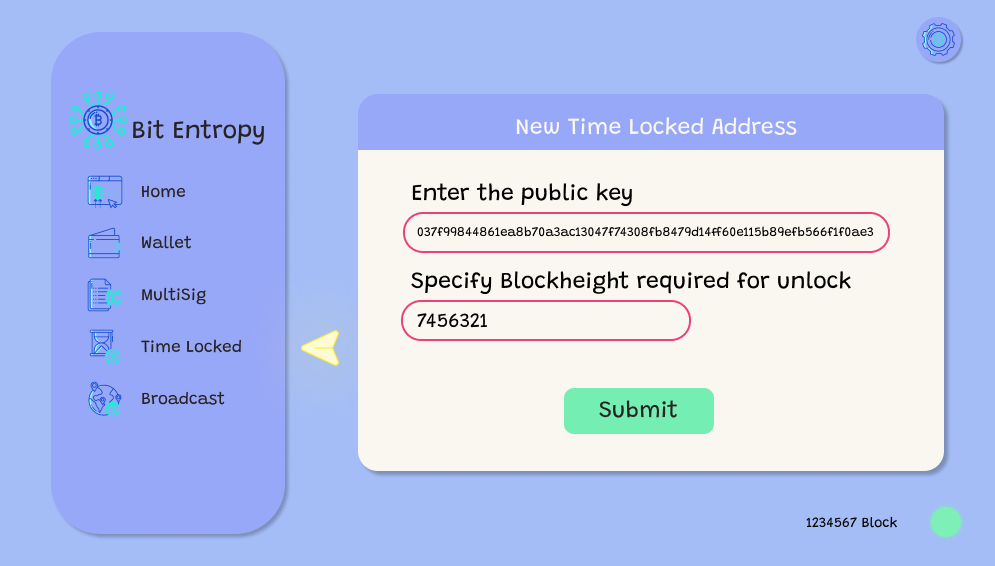 Bit Entropy
Home
Wallet
MultiSig
Time Locked
Broadcast
New Time Locked Address
Enter the public key
037f99844861ea8b70a3ac13047f74308fb8479d14ff60e115b89efb566f1f0ae3
Specify Blockheight required for unlock
7456321
Submit
1234567 Block